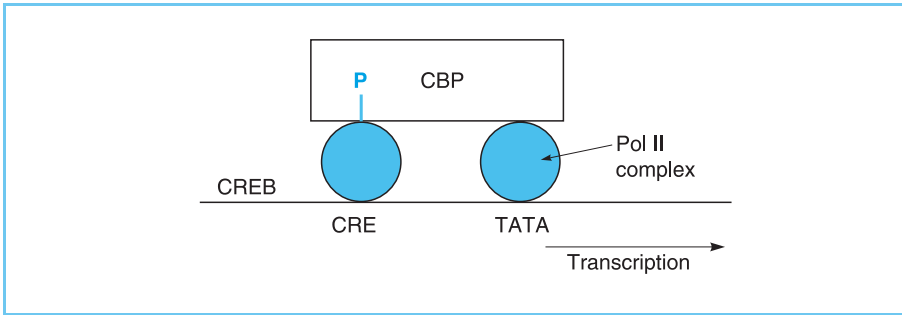 P
CBP
Pol II
complex
CREB
CRE
TATA
Transcription